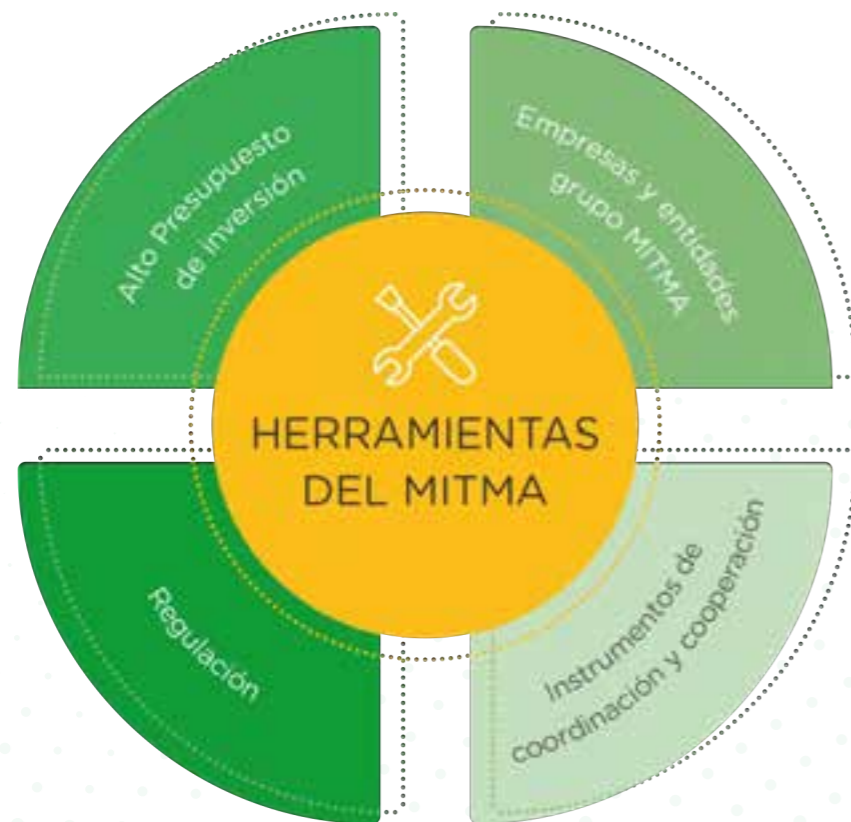 Alto Presupuesto
de inversión
Empresas y entidades
grupo MITMA
HERRAMIENTAS
DEL MITMA
Regulación
Instrumentos de
coordinación y cooperación